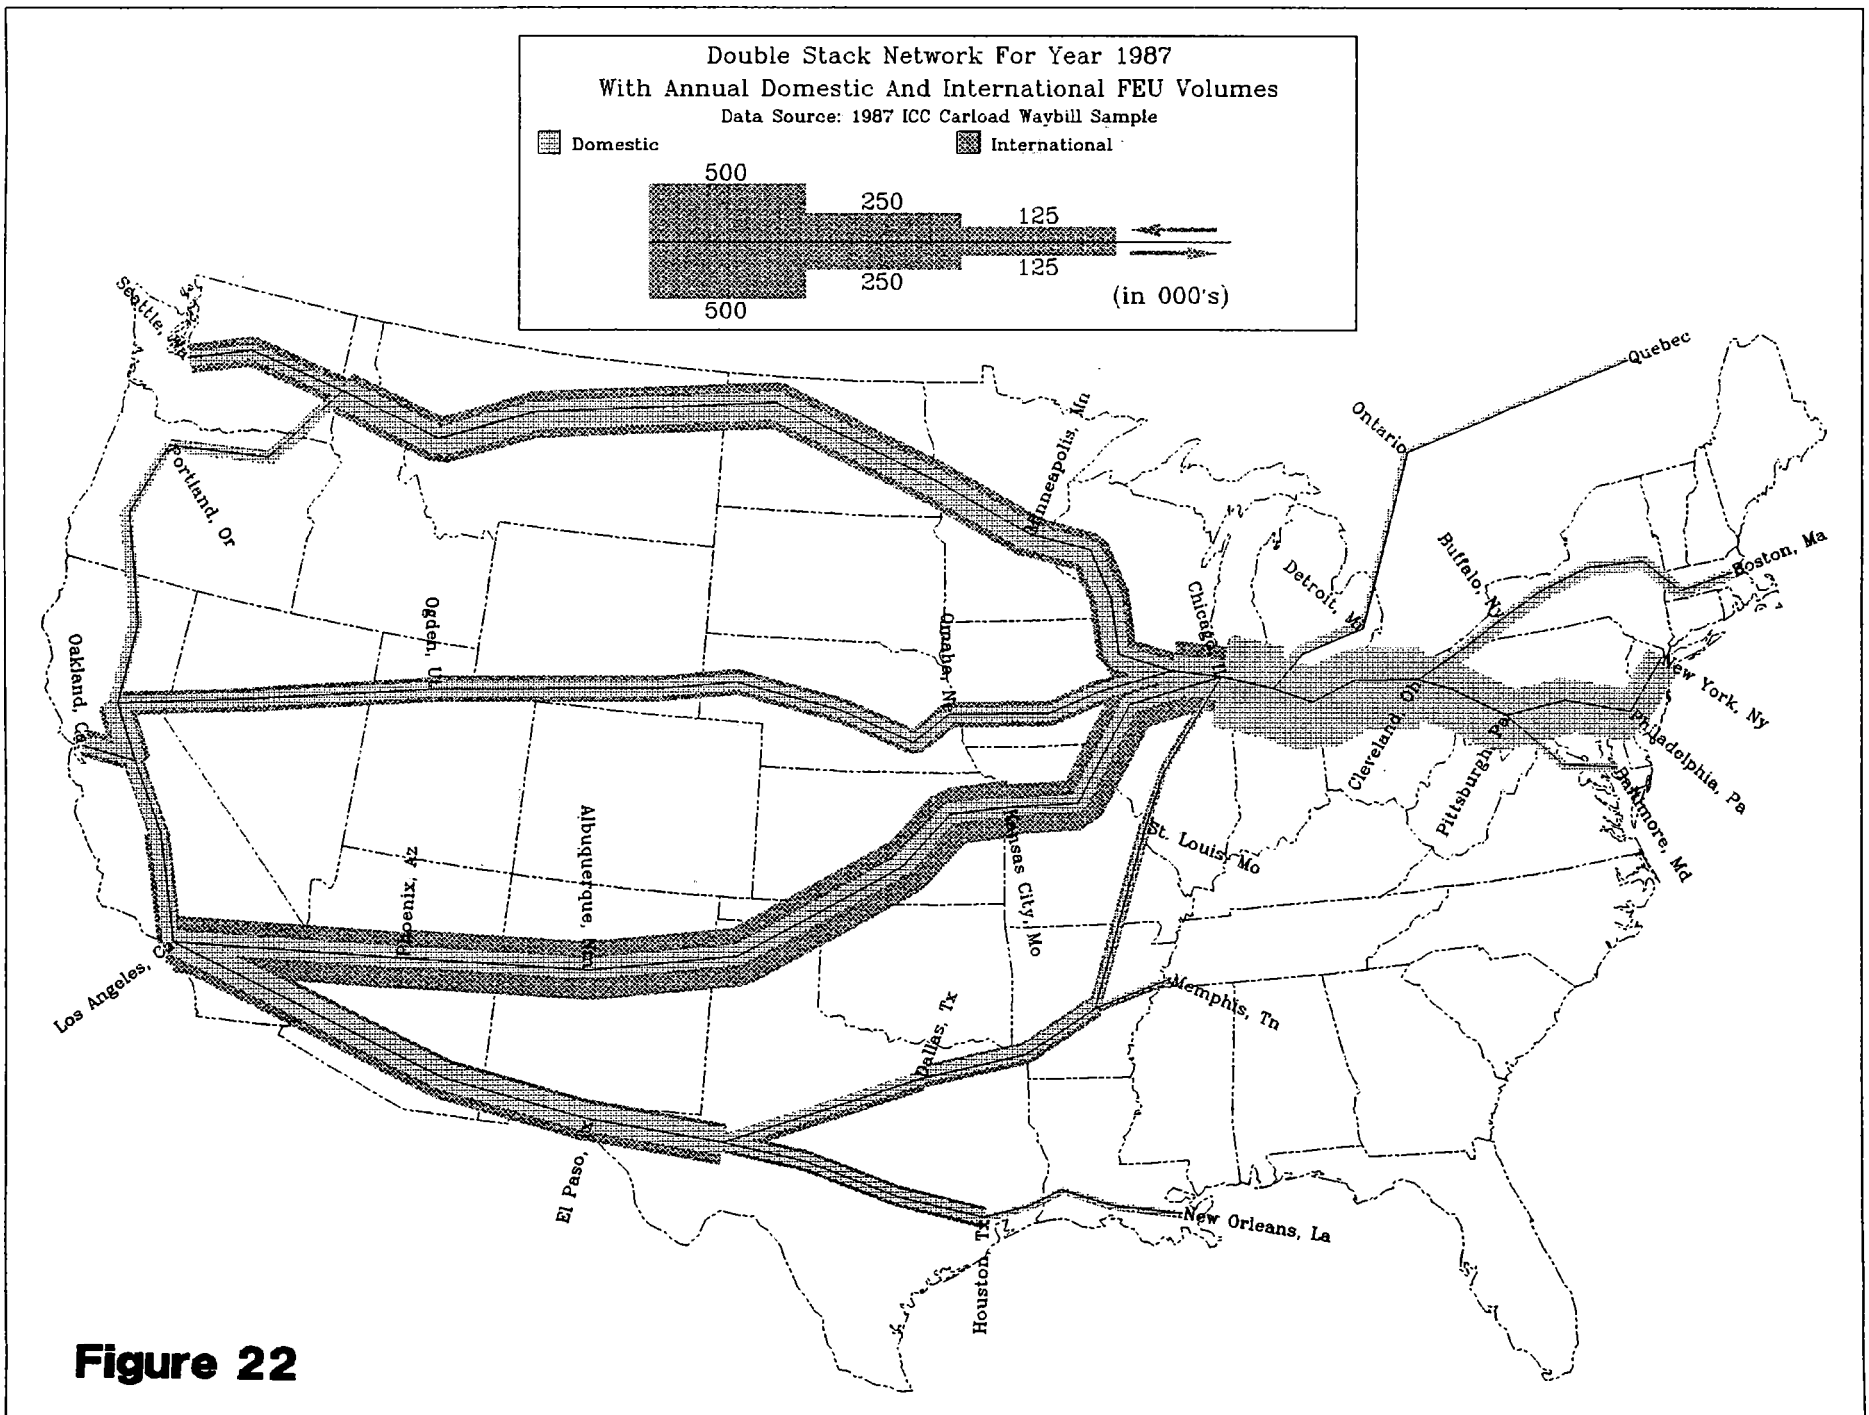 Double Stack Network For Year 1987
With Annual Domestic And International FEU Volumes
Data Source: 1987 ICC Carload Waybill Sample
Domestic
International
500
250
125
125
250
500
(in 000's)
Seattle, Wa
Quebec
Minneapolis, Mn
Ontario
Portland, Or
Buffalo, Ny
Boston, Ma
Detroit, Mi
Chicago, Il
Ogden, Ut
Omaha, Ne
Oakland, Ca
New York, Ny
Cleveland, Oh
Pittsburgh, Pa
Philadelphia, Pa
Baltimore, Md
St. Louis, Mo
Kansas City, Mo
Albuquerque, Nm
Phoenix, Az
Los Angeles, Ca
Memphis, Tn
Dallas, Tx
El Paso, Tx
New Orleans, La
Houston, Tx
Figure 22